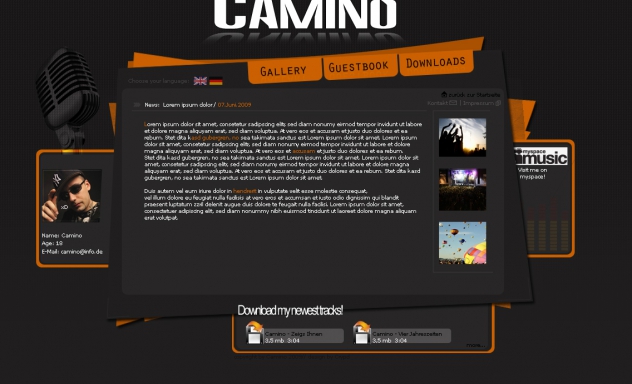 CAMINO
Choose your language:
GALLERY
GUESTBOOK
DOWNLOADS
zurück zur Startseite
Kontakt | Impressum
News: Lorem ipsum dolor / 07.Juni.2009
Lorem ipsum dolor sit amet, consetetur sadipscing elitr, sed diam nonumy eirmod tempor invidunt ut labore
et dolore magna aliquyam erat, sed diam voluptua. At vero eos et accusam et justo duo dolores et ea
rebum. Stet clita kasd gubergren, no sea takimata sanctus est Lorem ipsum dolor sit amet. Lorem ipsum
dolor sit amet, consetetur sadipscing elitr, sed diam nonumy eirmod tempor invidunt ut labore et dolore
magna aliquyam erat, sed diam voluptua. At vero eos et accusam et justo duo dolores et ea rebum.
Stet clita kasd gubergren, no sea takimata sanctus est Lorem ipsum dolor sit amet. Lorem ipsum dolor sit
amet, consetetur sadipscing elitr, sed diam nonumy eirmod tempor invidunt ut labore et dolore magna
aliquyam erat, sed diam voluptua. At vero eos et accusam et justo duo dolores et ea rebum. Stet clita kasd
gubergren, no sea takimata sanctus est Lorem ipsum dolor sit amet.
Duis autem vel eum iriure dolor in hendrerit in vulputate velit esse molestie consequat,
vel illum dolore eu feugiat nulla facilisis at vero eros et accumsan et iusto odio dignissim qui blandit
praesent luptatum zzril delenit augue duis dolore te feugait nulla facilisi. Lorem ipsum dolor sit amet,
consectetuer adipiscing elit, sed diam nonummy nibh euismod tincidunt ut laoreet dolore magna aliquam
erat volutpat.
myspace
music
Visit me on
myspace!
Name: Camino
Age: 18
E-Mail: camino@info.de
Download my newest tracks!
Camino - Zeigs Ihnen
3,5 mb 3:04
Camino - Vier Jahreszeiten
3,5 mb 3:04